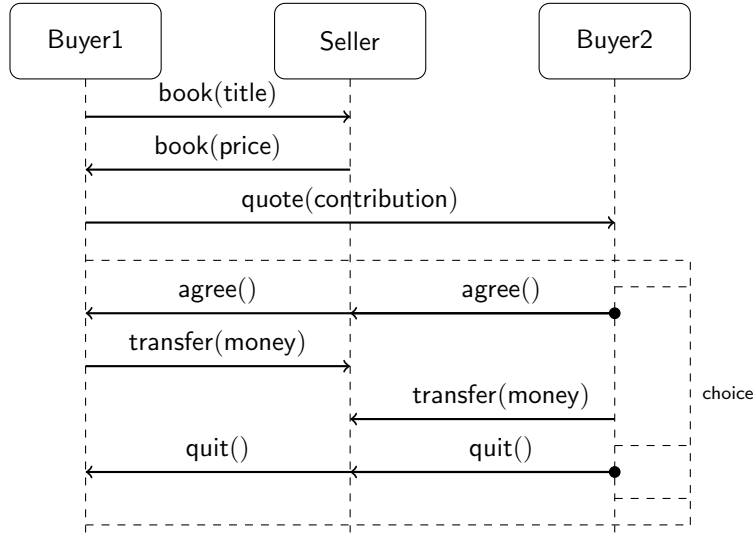 Buyer1 Seller Buyer2
book(title)
book(price)
quote(contribution)
agree() agree()
transfer(money)
choice
transfer(money)
quit() quit()